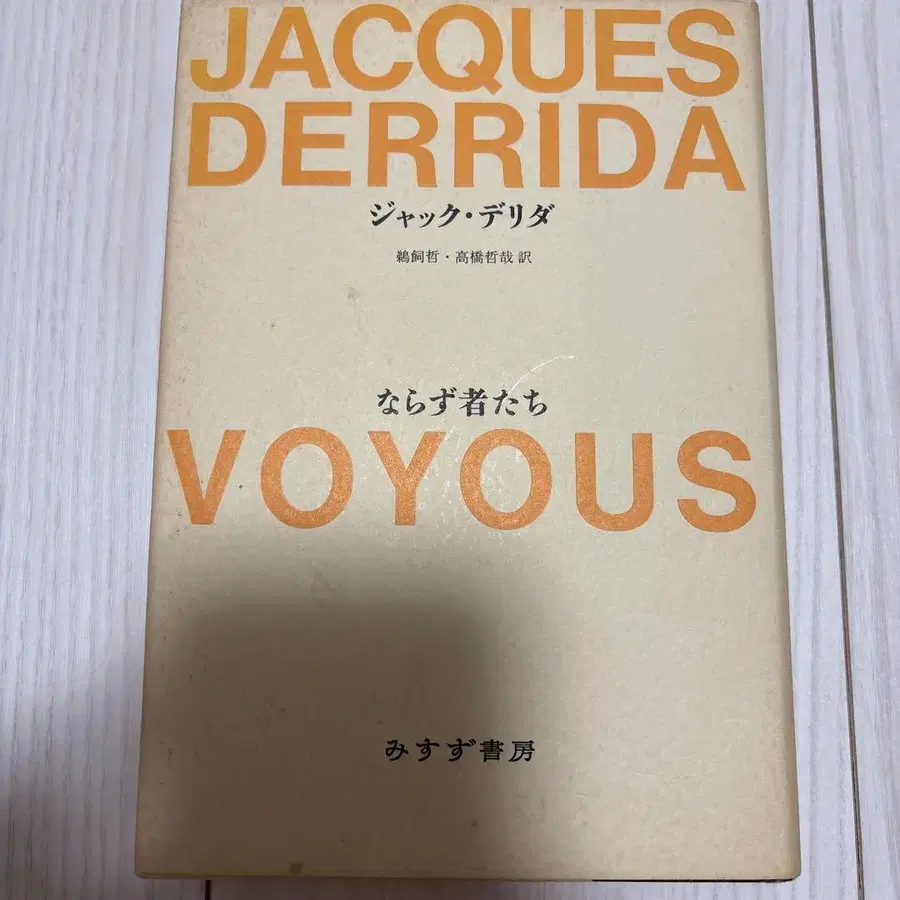 JACQUES
DERRIDA
ジャック・デリダ
鵜飼哲・高橋哲哉 訳
ならず者たち
VOYOUS
みすず書房